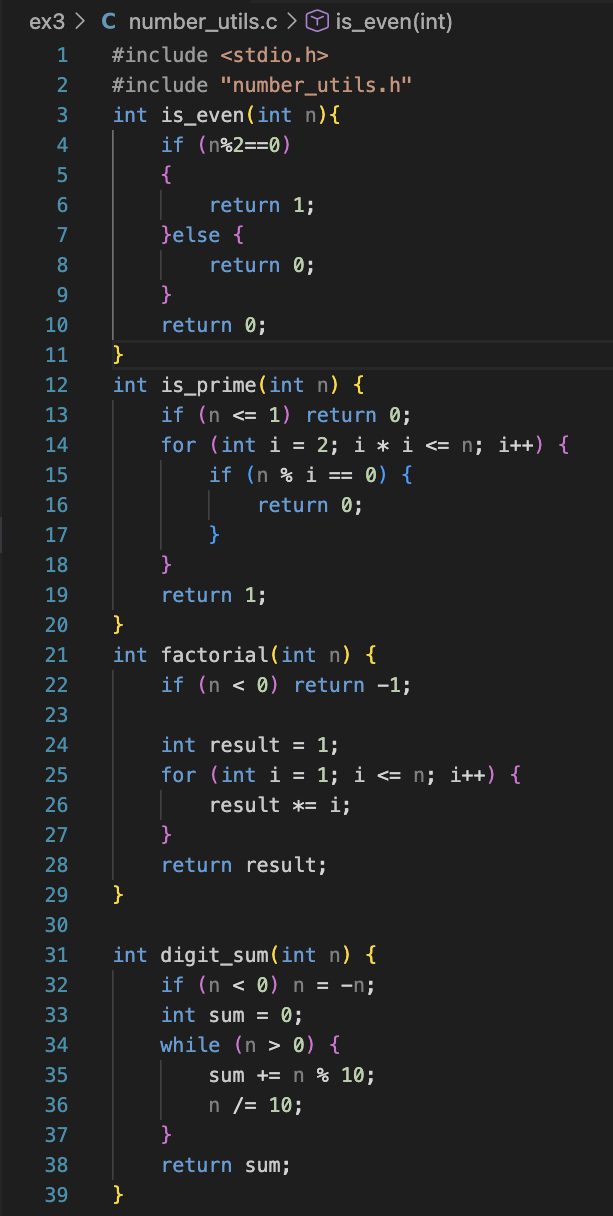 ex3 > C number_utils.c > is_even(int)
1 #include <stdio.h>
2 #include "number_utils.h"
3 int is_even(int n){
4     if (n%2==0)
5     {
6         return 1;
7     }else {
8         return 0;
9     }
10     return 0;
11 }
12 int is_prime(int n) {
13     if (n <= 1) return 0;
14     for (int i = 2; i * i <= n; i++) {
15         if (n % i == 0) {
16             return 0;
17         }
18     }
19     return 1;
20 }
21 int factorial(int n) {
22     if (n < 0) return -1;
23
24     int result = 1;
25     for (int i = 1; i <= n; i++) {
26         result *= i;
27     }
28     return result;
29 }
30
31 int digit_sum(int n) {
32     if (n < 0) n = -n;
33     int sum = 0;
34     while (n > 0) {
35         sum += n % 10;
36         n /= 10;
37     }
38     return sum;
39 }